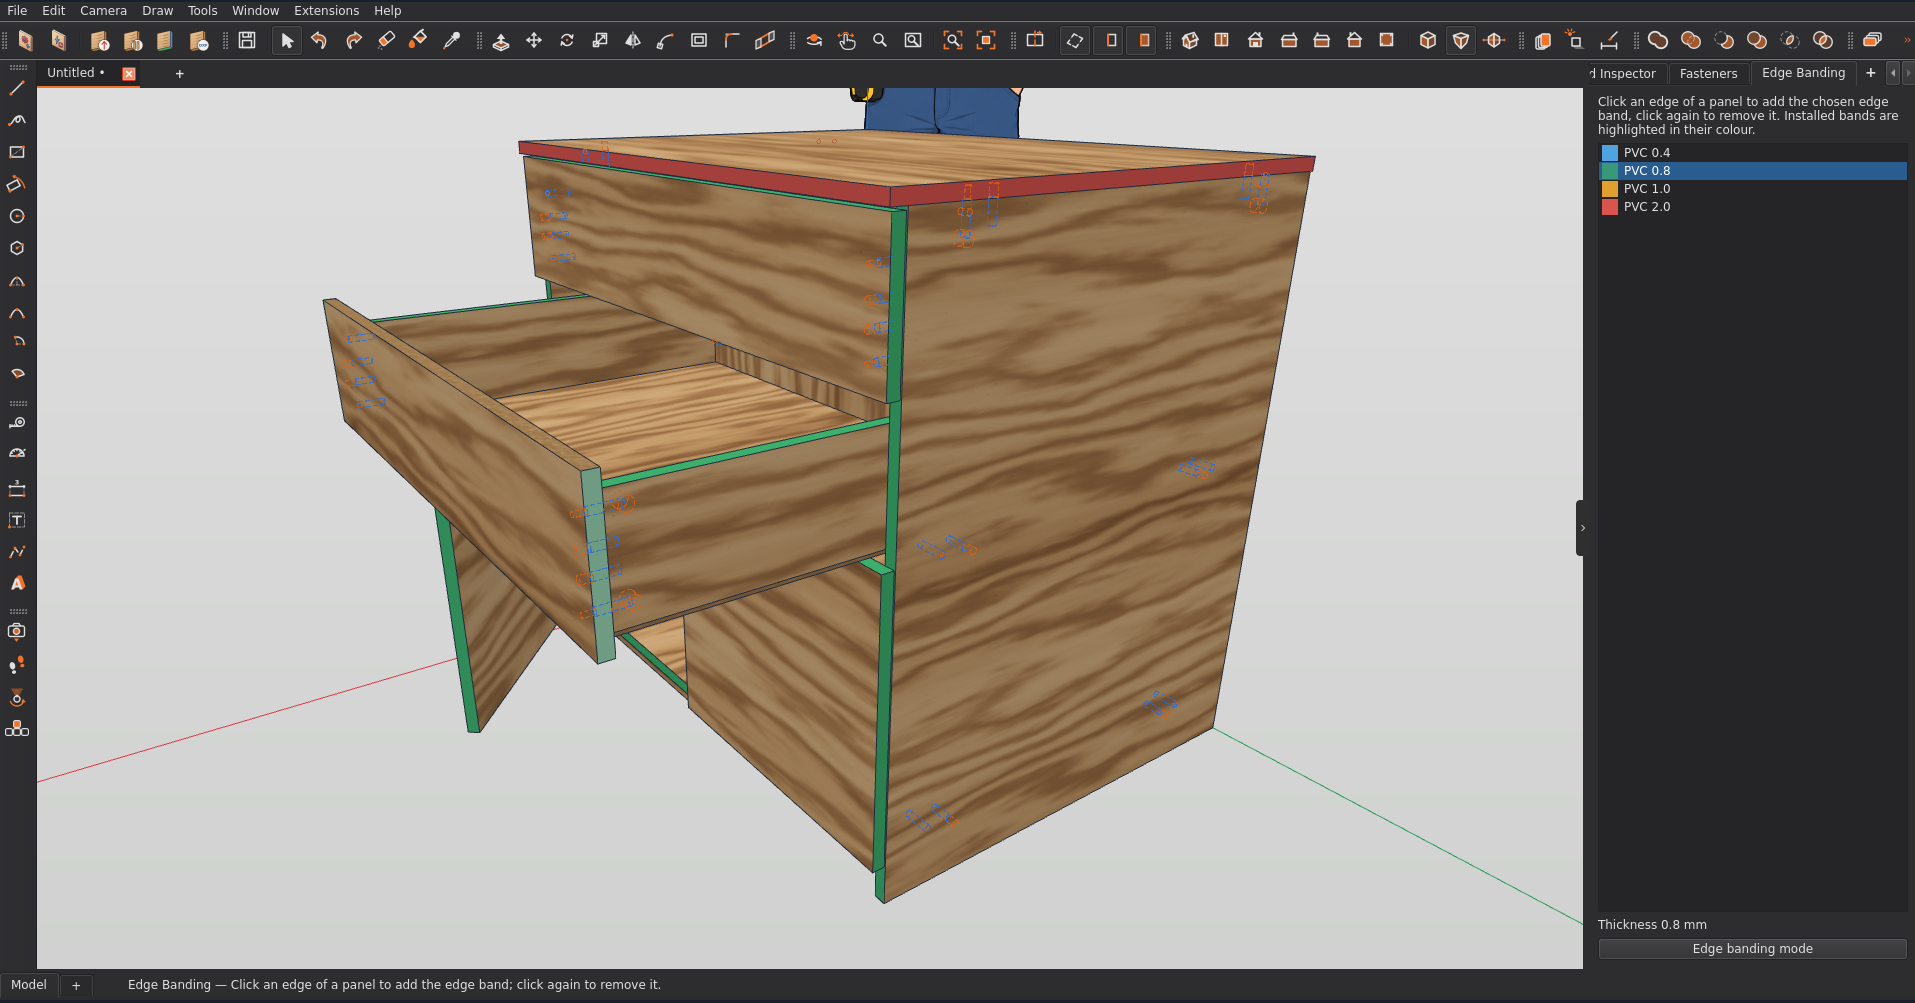 File Edit Camera Draw Tools Window Extensions Help
Untitled •
+
d Inspector Fasteners Edge Banding +
Click an edge of a panel to add the chosen edge
band, click again to remove it. Installed bands are
highlighted in their colour.
PVC 0.4
PVC 0.8
PVC 1.0
PVC 2.0
Thickness 0.8 mm
Edge banding mode
Model + Edge Banding — Click an edge of a panel to add the edge band; click again to remove it.